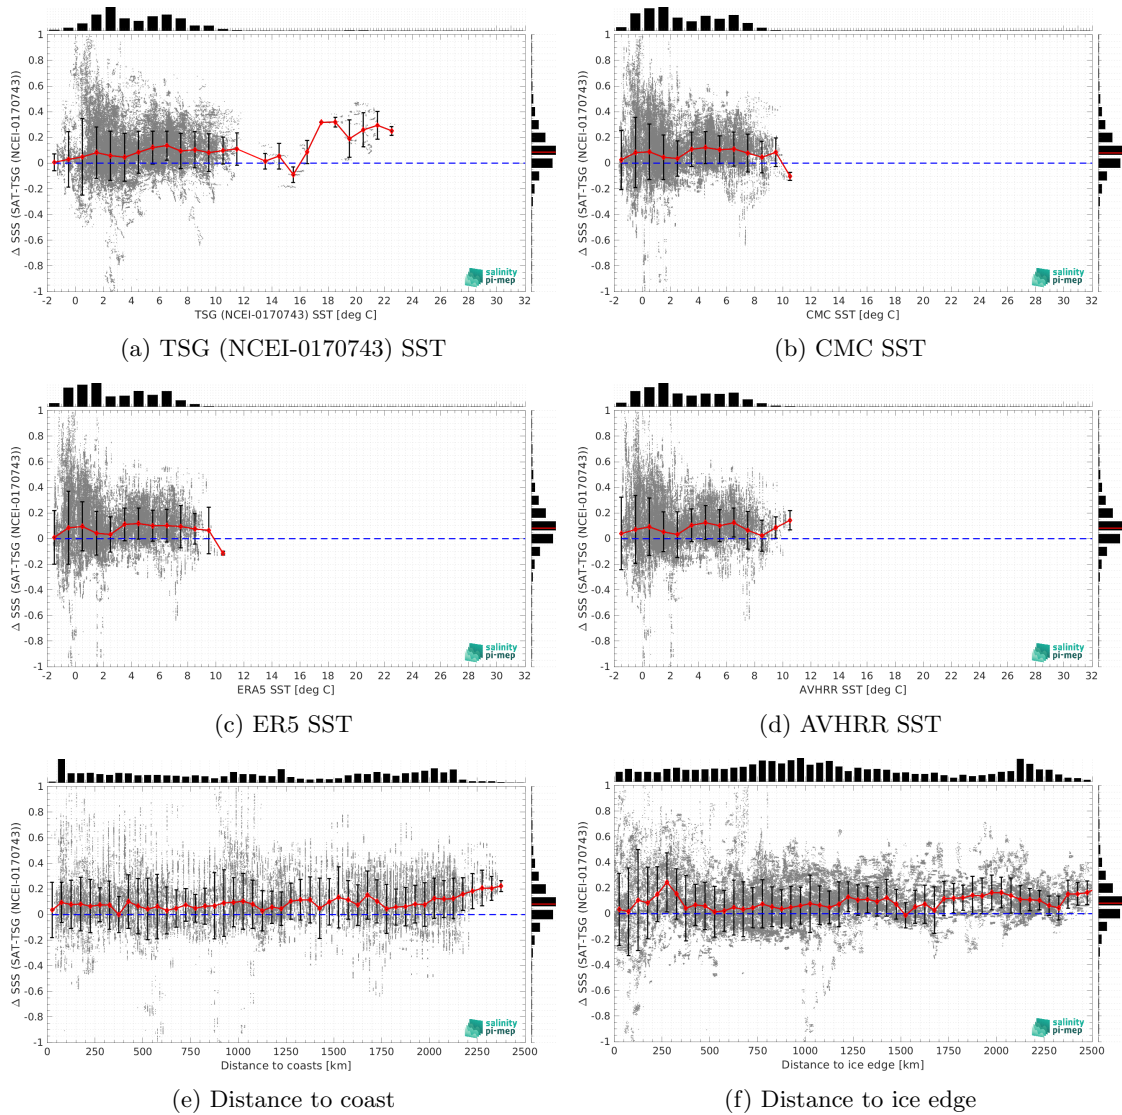 1
0.8
0.6
0.4
0.2
0
-0.2
-0.4
-0.6
-0.8
-1
Δ SSS (SAT-TSG (NCEI-0170743))
salinity
pi-mep
-2 0 2 4 6 8 10 12 14 16 18 20 22 24 26 28 30 32
TSG (NCEI-0170743) SST [deg C]
(a) TSG (NCEI-0170743) SST
1
0.8
0.6
0.4
0.2
0
-0.2
-0.4
-0.6
-0.8
-1
Δ SSS (SAT-TSG (NCEI-0170743))
salinity
pi-mep
-2 0 2 4 6 8 10 12 14 16 18 20 22 24 26 28 30 32
CMC SST [deg C]
(b) CMC SST
1
0.8
0.6
0.4
0.2
0
-0.2
-0.4
-0.6
-0.8
-1
Δ SSS (SAT-TSG (NCEI-0170743))
salinity
pi-mep
-2 0 2 4 6 8 10 12 14 16 18 20 22 24 26 28 30 32
ERA5 SST [deg C]
(c) ER5 SST
1
0.8
0.6
0.4
0.2
0
-0.2
-0.4
-0.6
-0.8
-1
Δ SSS (SAT-TSG (NCEI-0170743))
salinity
pi-mep
-2 0 2 4 6 8 10 12 14 16 18 20 22 24 26 28 30 32
AVHRR SST [deg C]
(d) AVHRR SST
1
0.8
0.6
0.4
0.2
0
-0.2
-0.4
-0.6
-0.8
-1
Δ SSS (SAT-TSG (NCEI-0170743))
salinity
pi-mep
0 250 500 750 1000 1250 1500 1750 2000 2250 2500
Distance to coasts [km]
(e) Distance to coast
1
0.8
0.6
0.4
0.2
0
-0.2
-0.4
-0.6
-0.8
-1
Δ SSS (SAT-TSG (NCEI-0170743))
salinity
pi-mep
0 250 500 750 1000 1250 1500 1750 2000 2250 2500
Distance to ice edge [km]
(f) Distance to ice edge